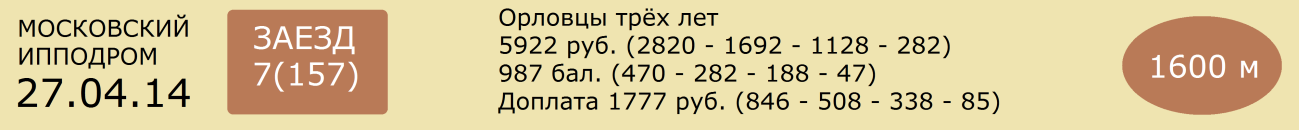 МОСКОВСКИЙ
ИППОДРОМ
27.04.14
ЗАЕЗД
7(157)
Орловцы трёх лет
5922 руб. (2820 - 1692 - 1128 - 282)
987 бал. (470 - 282 - 188 - 47)
Доплата 1777 руб. (846 - 508 - 338 - 85)
1600 м